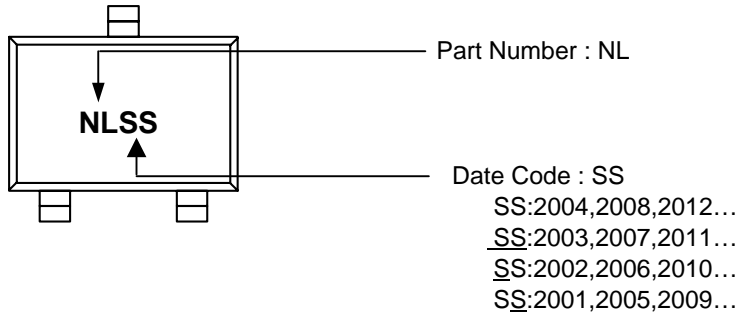 Part Number : NL
NLSS
Date Code : SS
SS:2004,2008,2012…
SS:2003,2007,2011…
SS:2002,2006,2010…
SS:2001,2005,2009…